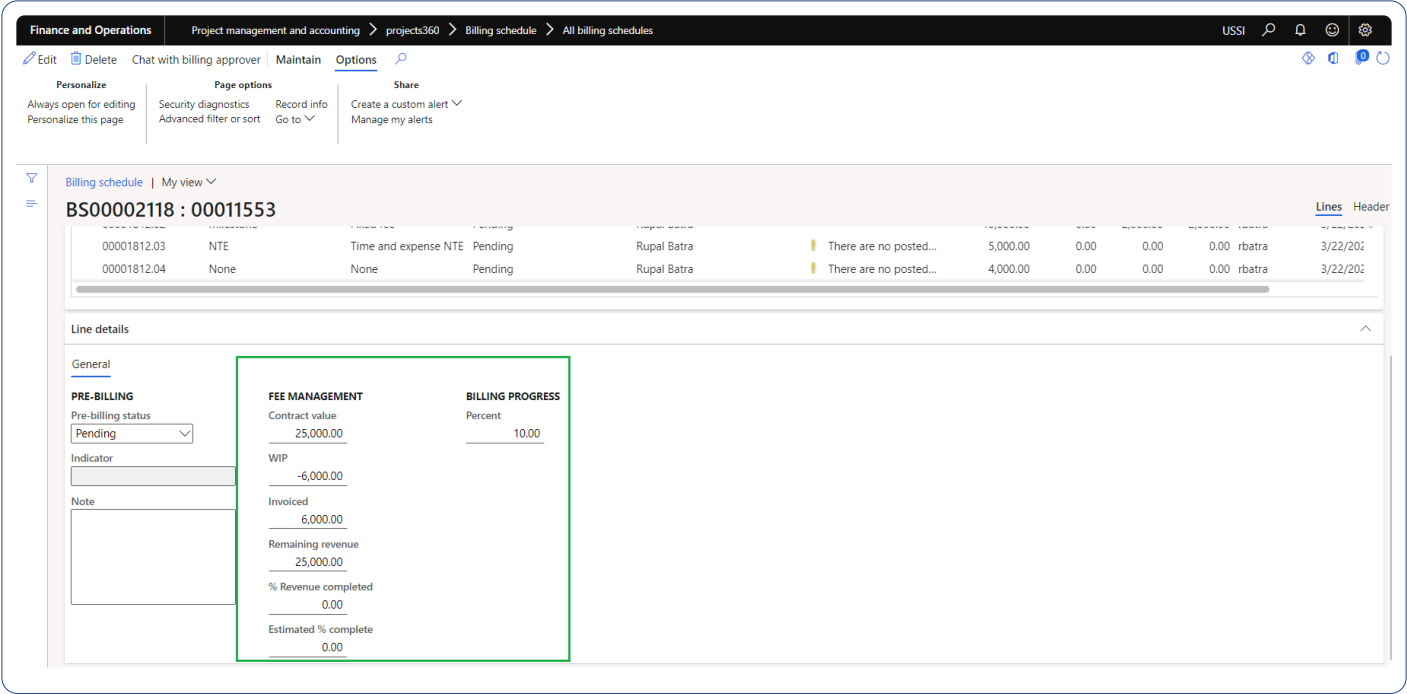 Finance and Operations Project management and accounting projects360 Billing schedule All billing schedules USSI
Edit Delete Chat with billing approver Maintain Options 0
Personalize Page options Share
Always open for editing Security diagnostics Record info Create a custom alert
Personalize this page Advanced filter or sort Go to Manage my alerts
Billing schedule | My view
BS00002118 : 00011553
Lines Header
00001812.03 NTE Time and expense NTE Pending Rupal Batra There are no posted... 5,000.00 0.00 0.00 0.00 rbatra 3/22/202
00001812.04 None None Pending Rupal Batra There are no posted... 4,000.00 0.00 0.00 0.00 rbatra 3/22/202
Line details
General
PRE-BILLING FEE MANAGEMENT BILLING PROGRESS
Pre-billing status Contract value Percent
Pending 25,000.00 10.00
Indicator WIP
-6,000.00
Note Invoiced
6,000.00
Remaining revenue
25,000.00
% Revenue completed
0.00
Estimated % complete
0.00